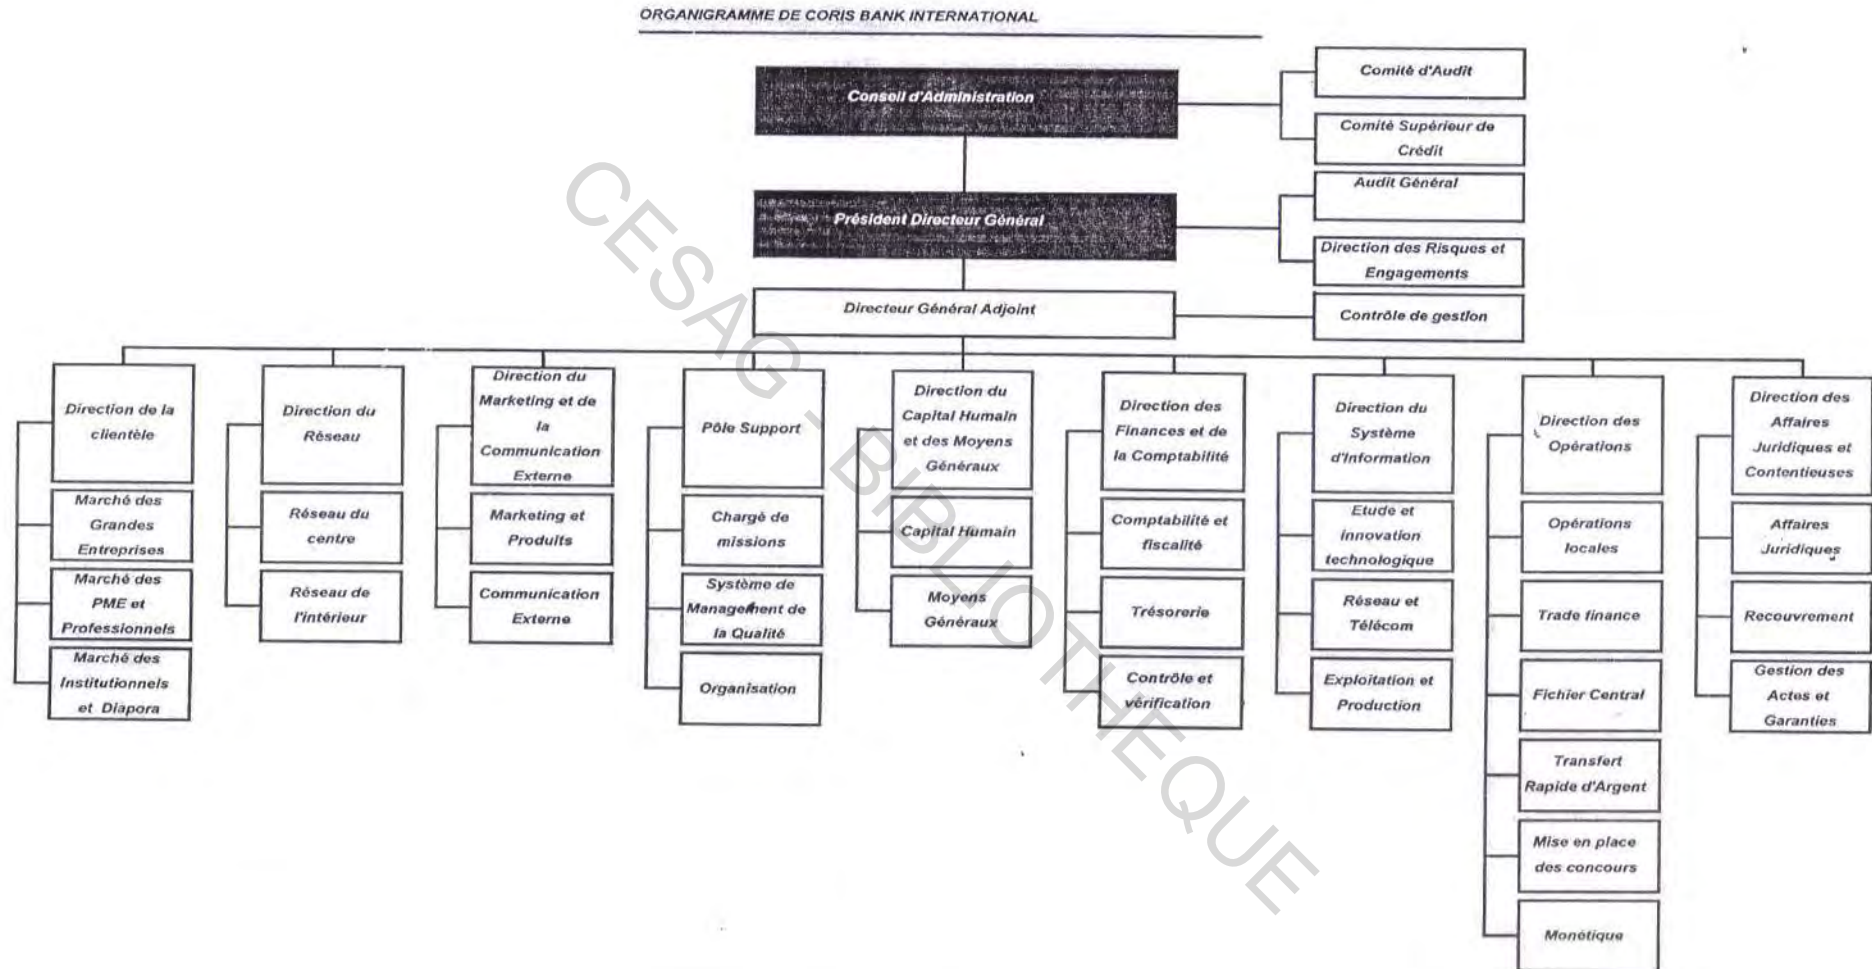 ORGANIGRAMME DE CORIS BANK INTERNATIONAL
Conseil d'Administration
Comité d'Audit
Comité Supérieur de
Crédit
Président Directeur Général
Audit Général
Direction des Risques et
Engagements
Directeur Général Adjoint
Contrôle de gestion
Direction de la
clientèle
Marché des
Grandes
Entreprises
Marché des
PME et
Professionnels
Marché des
Institutionnels
et Diapora
Direction du
Réseau
Réseau du
centre
Réseau de
l'intérieur
Direction du
Marketing et de
la
Communication
Externe
Marketing et
Produits
Communication
Externe
Pôle Support
Chargé de
missions
Système de
Management de
la Qualité
Organisation
Direction du
Capital Humain
et des Moyens
Généraux
Capital Humain
Moyens
Généraux
Direction des
Finances et de
la Comptabilité
Comptabilité et
fiscalité
Trésorerie
Contrôle et
vérification
Direction du
Système
d'Information
Etude et
innovation
technologique
Réseau et
Télécom
Exploitation et
Production
Direction des
Opérations
Opérations
locales
Trade finance
Fichier Central
Transfert
Rapide d'Argent
Mise en place
des concours
Monétique
Direction des
Affaires
Juridiques et
Contentieuses
Affaires
Juridiques
Recouvrement
Gestion des
Actes et
Garanties
CESAG - BIBLIOTHEQUE